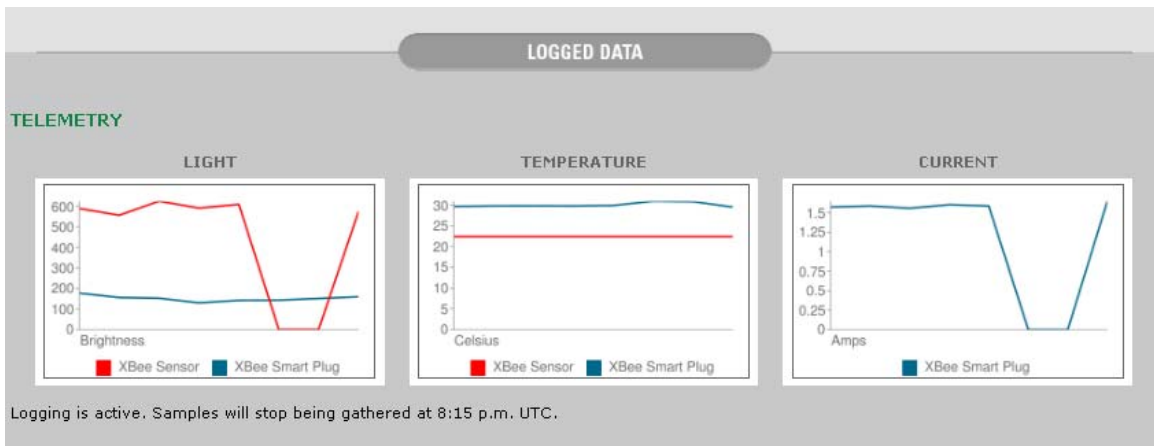 LOGGED DATA
TELEMETRY
LIGHT
600
500
400
300
200
100
0
Brightness
XBee Sensor XBee Smart Plug
TEMPERATURE
30
25
20
15
10
5
0
Celsius
XBee Sensor XBee Smart Plug
CURRENT
1.5
1.25
1
0.75
0.5
0.25
0
Amps
XBee Smart Plug
Logging is active. Samples will stop being gathered at 8:15 p.m. UTC.